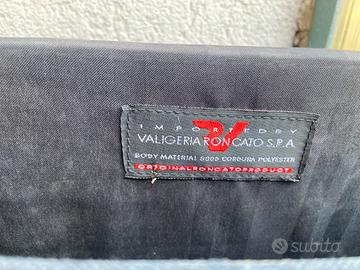 IMPORTED BY
VALIGERIA RONCATO S.P.A
BODY MATERIAL 600D CORDURA POLYESTER
ORIGINALRONCATOPRODUCT
subito